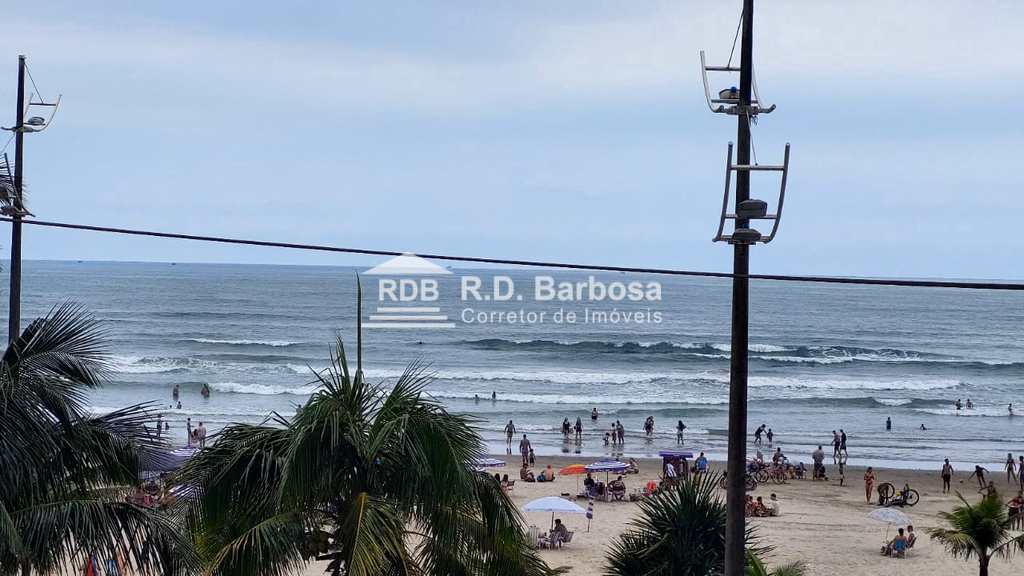 RDB R.D. Barbosa
Corretor de Imóveis